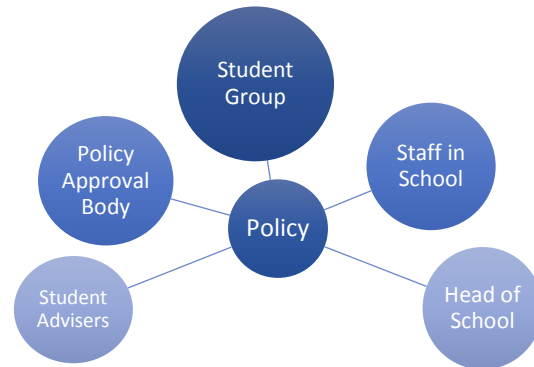 Student
Group
Policy
Approval
Body
Staff in
School
Policy
Student
Advisers
Head of
School